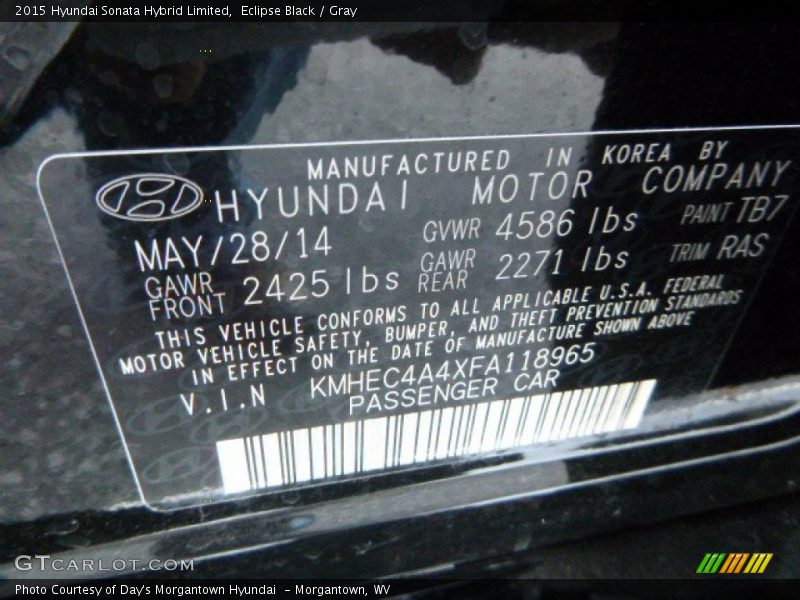 2015 Hyundai Sonata Hybrid Limited,  Eclipse Black / Gray
MANUFACTURED IN KOREA BY
HYUNDAI MOTOR COMPANY
MAY/28/14 GVWR 4586 lbs PAINT TB7
GAWR FRONT 2425 lbs GAWR REAR 2271 lbs TRIM RAS
THIS VEHICLE CONFORMS TO ALL APPLICABLE U.S.A. FEDERAL
MOTOR VEHICLE SAFETY, BUMPER, AND THEFT PREVENTION STANDARDS
IN EFFECT ON THE DATE OF MANUFACTURE SHOWN ABOVE
V.I.N KMHEC4A4XFA118965
PASSENGER CAR
GTCARLOT.COM
Photo Courtesy of Day's Morgantown Hyundai  - Morgantown, WV